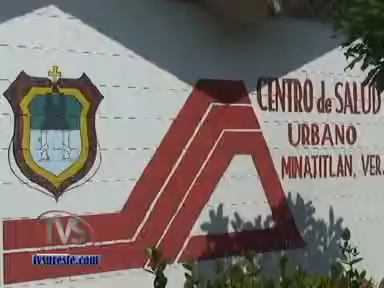 CENTRO de SALUD
URBANO
MINATITLAN, VER.
TVS
tvsureste.com